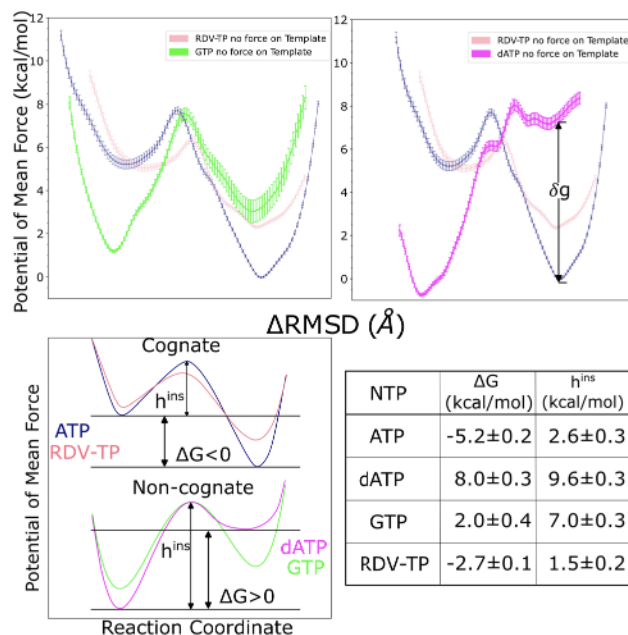 12
10
8
6
4
2
0
Potential of Mean Force (kcal/mol)
RDV-TP no force on Template
GTP no force on Template
12
10
8
6
4
2
0
RDV-TP no force on Template
dATP no force on Template
δg
ΔRMSD (Å)
Potential of Mean Force
Cognate
hⁱⁿˢ
ATP
RDV-TP
ΔG<0
Non-cognate
hⁱⁿˢ
dATP
GTP
ΔG>0
Reaction Coordinate
NTP ΔG (kcal/mol) hⁱⁿˢ (kcal/mol)
ATP -5.2±0.2 2.6±0.3
dATP 8.0±0.3 9.6±0.3
GTP 2.0±0.4 7.0±0.3
RDV-TP -2.7±0.1 1.5±0.2